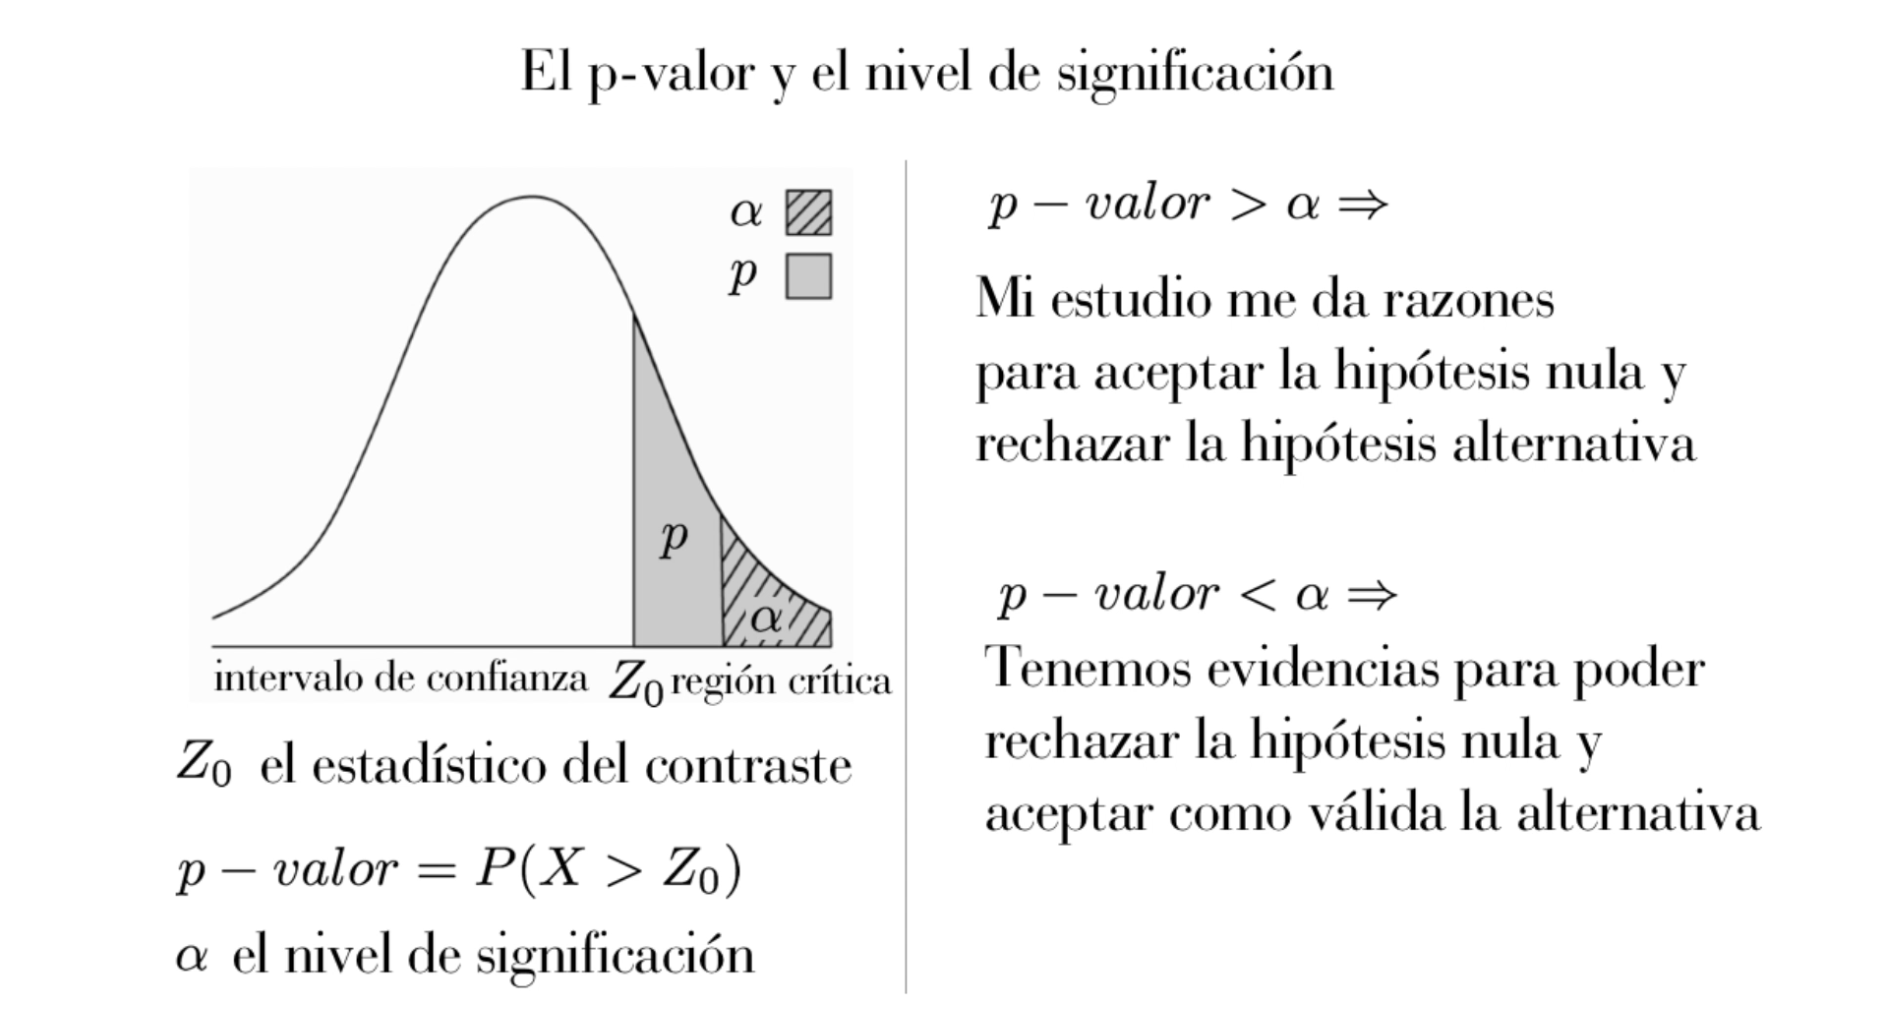 El p-valor y el nivel de significación
α
p
p
α
intervalo de confianza Z₀ región crítica
Z₀ el estadístico del contraste
p − valor = P(X > Z₀)
α el nivel de significación
p − valor > α ⇒
Mi estudio me da razones
para aceptar la hipótesis nula y
rechazar la hipótesis alternativa
p − valor < α ⇒
Tenemos evidencias para poder
rechazar la hipótesis nula y
aceptar como válida la alternativa